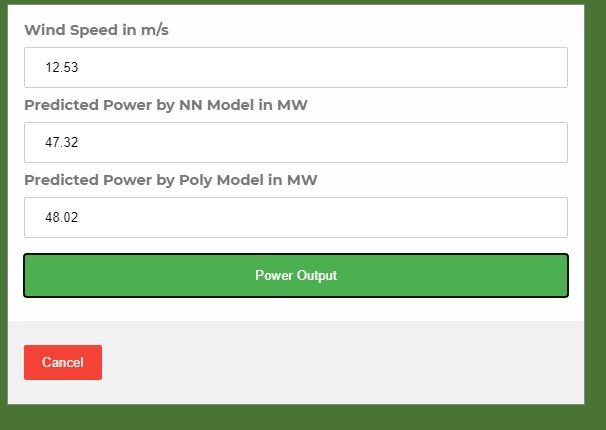 Wind Speed in m/s
12.53
Predicted Power by NN Model in MW
47.32
Predicted Power by Poly Model in MW
48.02
Power Output
Cancel